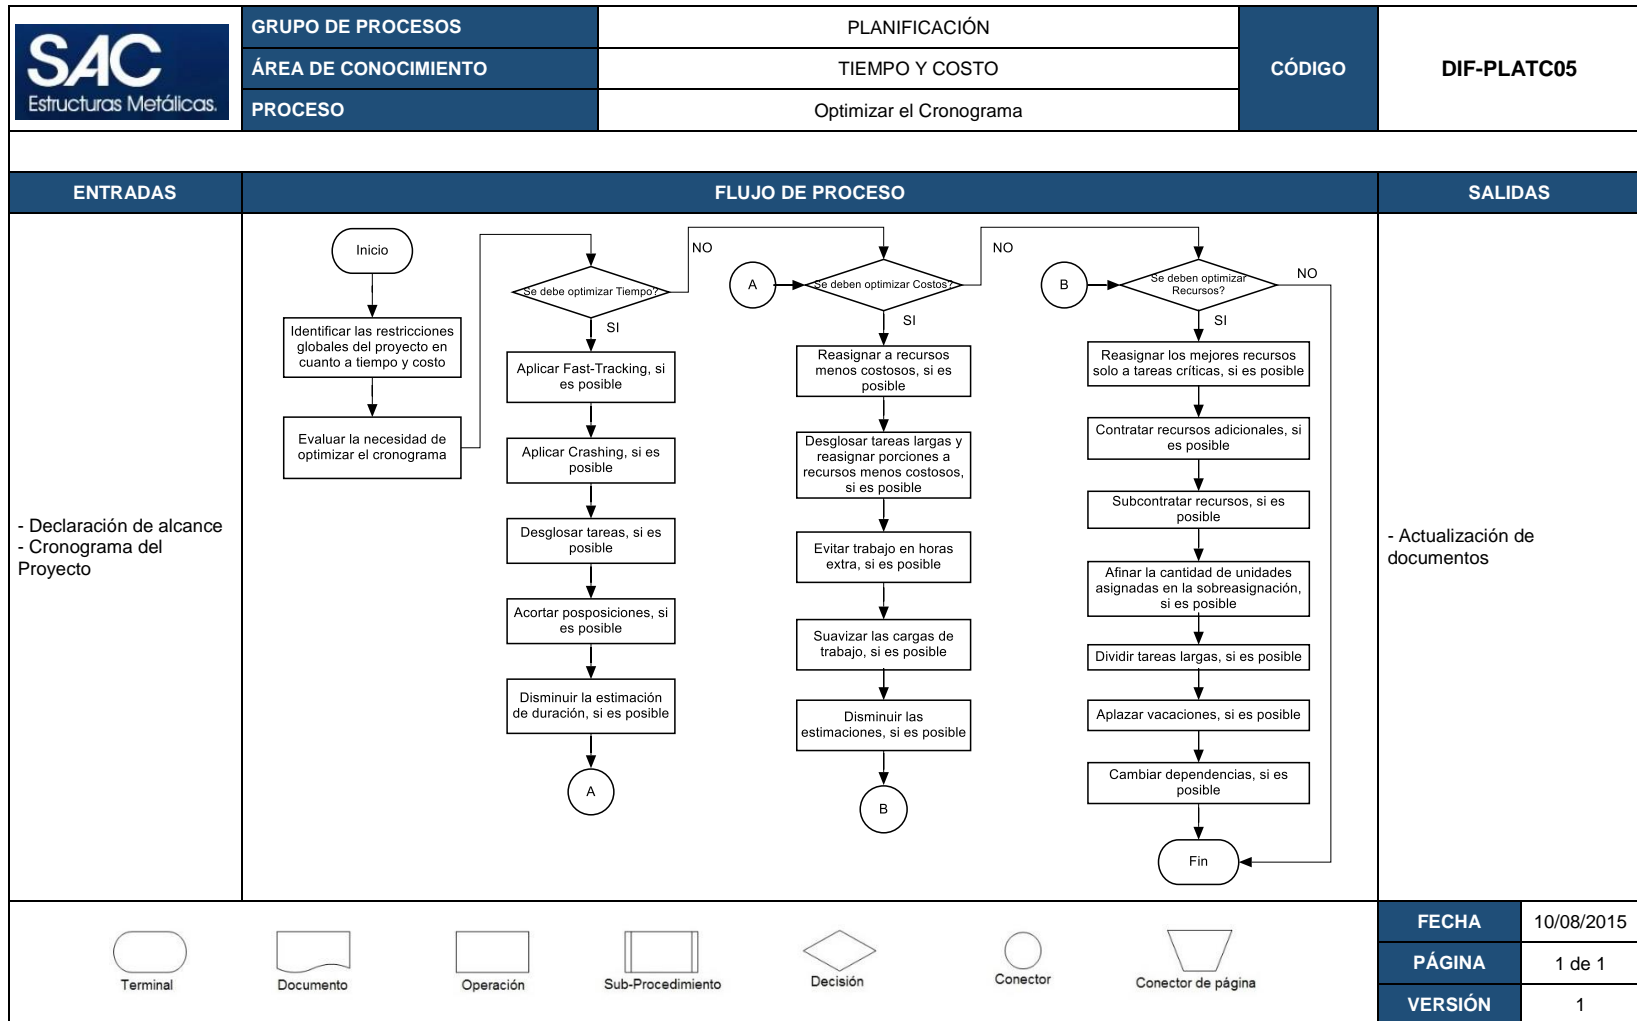 SAC
Estructuras Metálicas.
GRUPO DE PROCESOS
PLANIFICACIÓN
ÁREA DE CONOCIMIENTO
TIEMPO Y COSTO
PROCESO
Optimizar el Cronograma
CÓDIGO
DIF-PLATC05
ENTRADAS
FLUJO DE PROCESO
SALIDAS
- Declaración de alcance
- Cronograma del
Proyecto
Inicio
Identificar las restricciones
globales del proyecto en
cuanto a tiempo y costo
Evaluar la necesidad de
optimizar el cronograma
Se debe optimizar Tiempo?
NO
SI
Aplicar Fast-Tracking, si
es posible
Aplicar Crashing, si es
posible
Desglosar tareas, si es
posible
Acortar posposiciones, si
es posible
Disminuir la estimación
de duración, si es posible
A
A
Se deben optimizar Costos?
NO
SI
Reasignar a recursos
menos costosos, si es
posible
Desglosar tareas largas y
reasignar porciones a
recursos menos costosos,
si es posible
Evitar trabajo en horas
extra, si es posible
Suavizar las cargas de
trabajo, si es posible
Disminuir las
estimaciones, si es posible
B
B
Se deben optimizar
Recursos?
NO
SI
Reasignar los mejores recursos
solo a tareas críticas, si es posible
Contratar recursos adicionales, si
es posible
Subcontratar recursos, si es
posible
Afinar la cantidad de unidades
asignadas en la sobreasignación,
si es posible
Dividir tareas largas, si es posible
Aplazar vacaciones, si es posible
Cambiar dependencias, si es
posible
Fin
- Actualización de
documentos
Terminal
Documento
Operación
Sub-Procedimiento
Decisión
Conector
Conector de página
FECHA
10/08/2015
PÁGINA
1 de 1
VERSIÓN
1